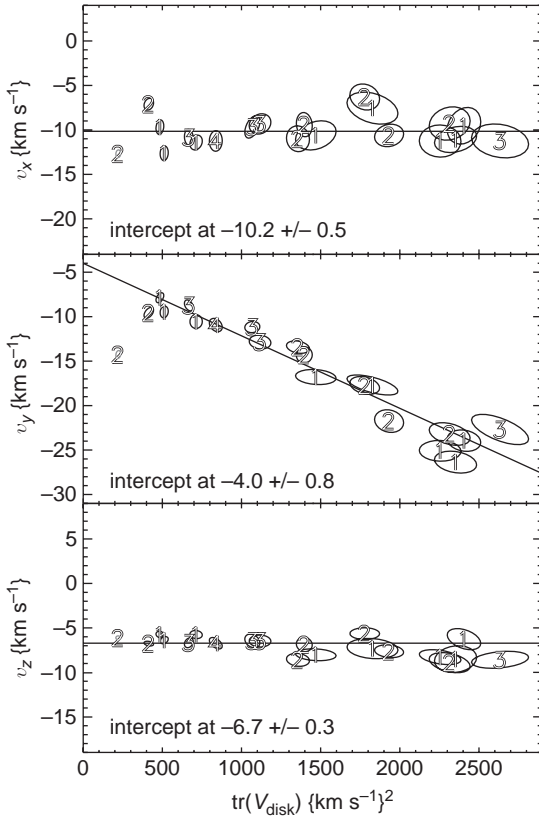 0
−5
−10
−15
−20
v_x {km s⁻¹}
intercept at −10.2 +/− 0.5
−5
−10
−15
−20
−25
−30
v_y {km s⁻¹}
intercept at −4.0 +/− 0.8
5
0
−5
−10
−15
v_z {km s⁻¹}
intercept at −6.7 +/− 0.3
0 500 1000 1500 2000 2500
tr(V_disk) {km s⁻¹}²